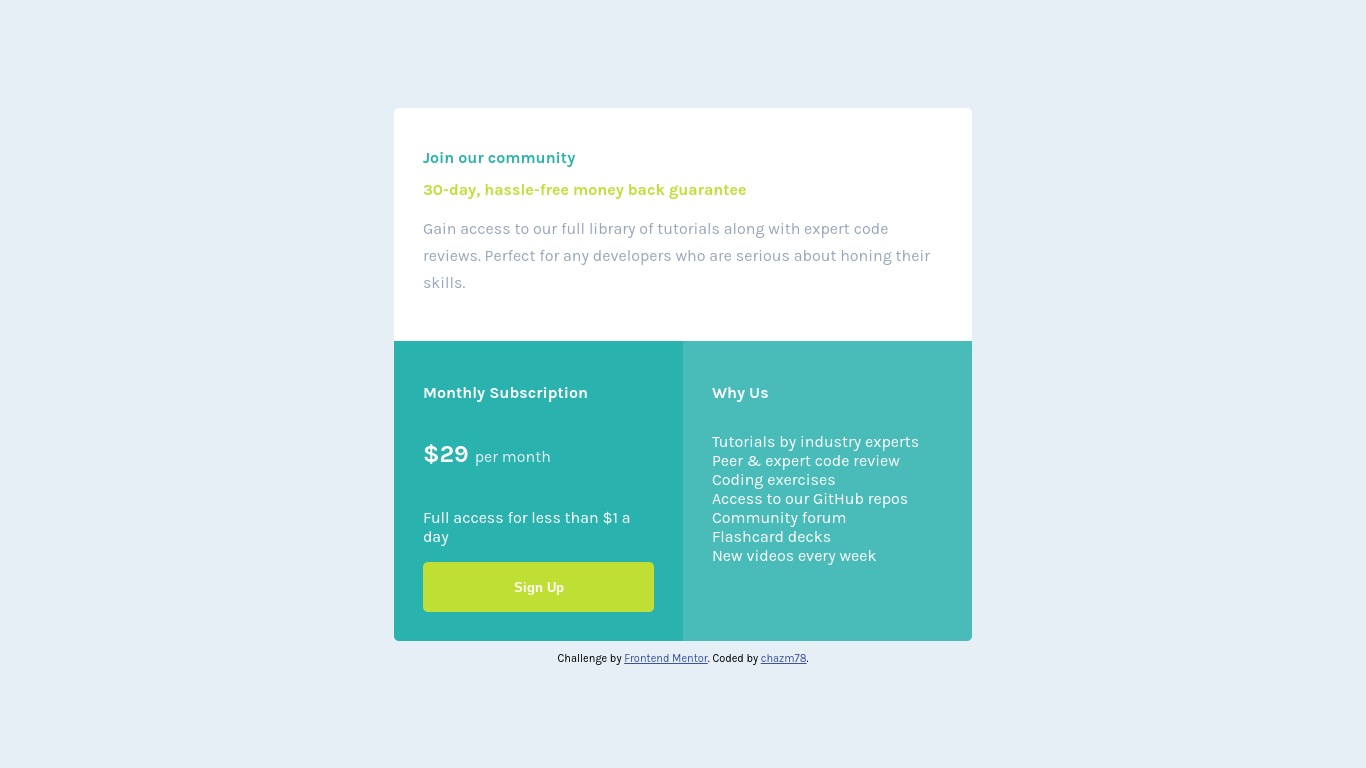 Join our community
30-day, hassle-free money back guarantee
Gain access to our full library of tutorials along with expert code
reviews. Perfect for any developers who are serious about honing their
skills.
Monthly Subscription
$29 per month
Full access for less than $1 a
day
Sign Up
Why Us
Tutorials by industry experts
Peer & expert code review
Coding exercises
Access to our GitHub repos
Community forum
Flashcard decks
New videos every week
Challenge by Frontend Mentor. Coded by chazm78.